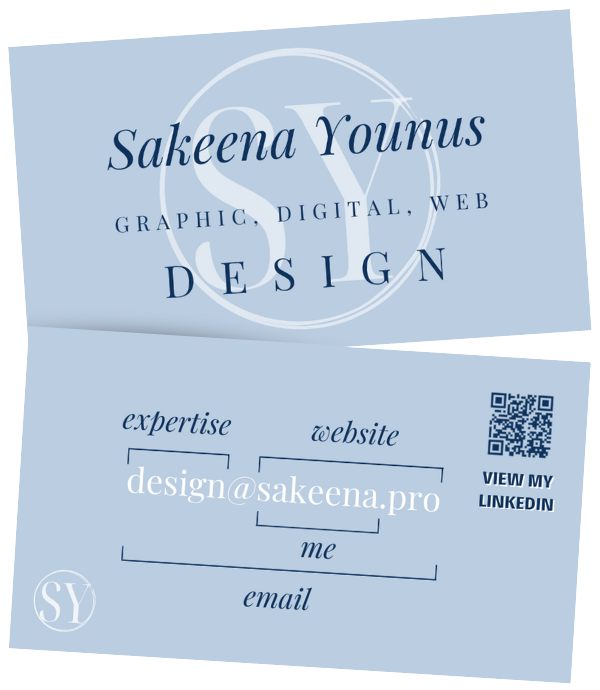 SY
Sakeena Younus
GRAPHIC, DIGITAL, WEB
DESIGN
expertise website
design@sakeena.pro
me
email
VIEW MY
LINKEDIN
SY